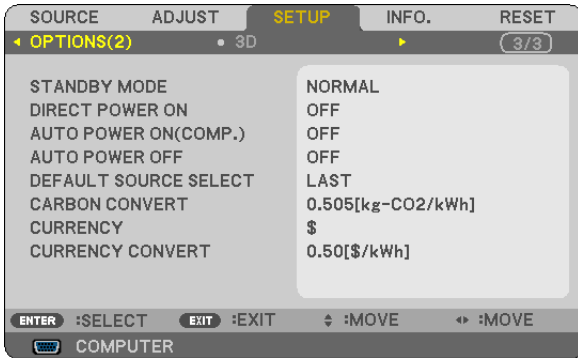 SOURCE ADJUST SETUP INFO. RESET
OPTIONS(2) 3D 3/3
STANDBY MODE NORMAL
DIRECT POWER ON OFF
AUTO POWER ON(COMP.) OFF
AUTO POWER OFF OFF
DEFAULT SOURCE SELECT LAST
CARBON CONVERT 0.505[kg-CO2/kWh]
CURRENCY $
CURRENCY CONVERT 0.50[$/kWh]
ENTER :SELECT EXIT :EXIT :MOVE :MOVE
COMPUTER